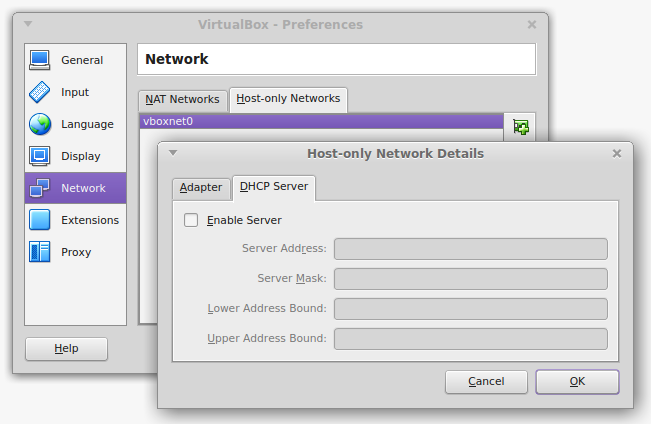 VirtualBox - Preferences
General
Input
Language
Display
Network
Extensions
Proxy
Help
Network
NAT Networks Host-only Networks
vboxnet0
Host-only Network Details
Adapter DHCP Server
Enable Server
Server Address:
Server Mask:
Lower Address Bound:
Upper Address Bound:
Cancel OK